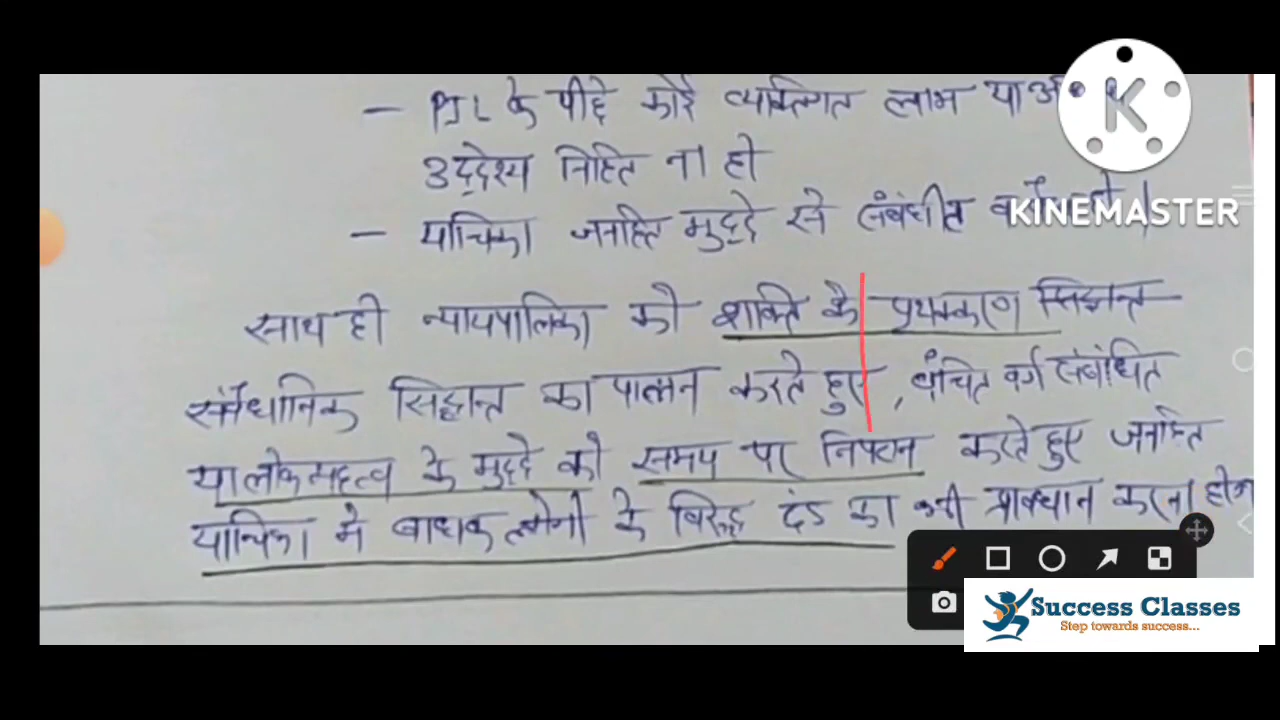 – PIL के पीछे कोई व्यक्तिगत लाभ या
उद्देश्य निहित ना हो
– याचिका जनहित मुद्दे से संबंधीत
KINEMASTER
साथ ही न्यायपालिका को शक्ति के पृथक्करण सिद्धान्त
संवैधानिक सिद्धान्त का पालन करते हुए, वंचित वर्ग संबंधित
या लोकमहत्व के मुद्दे को समय पर निपटान करते हुए जनहित
याचिका मे बाधक लोगो के विरूद्ध दंड का भी प्रावधान करना
Success Classes
Step towards success...